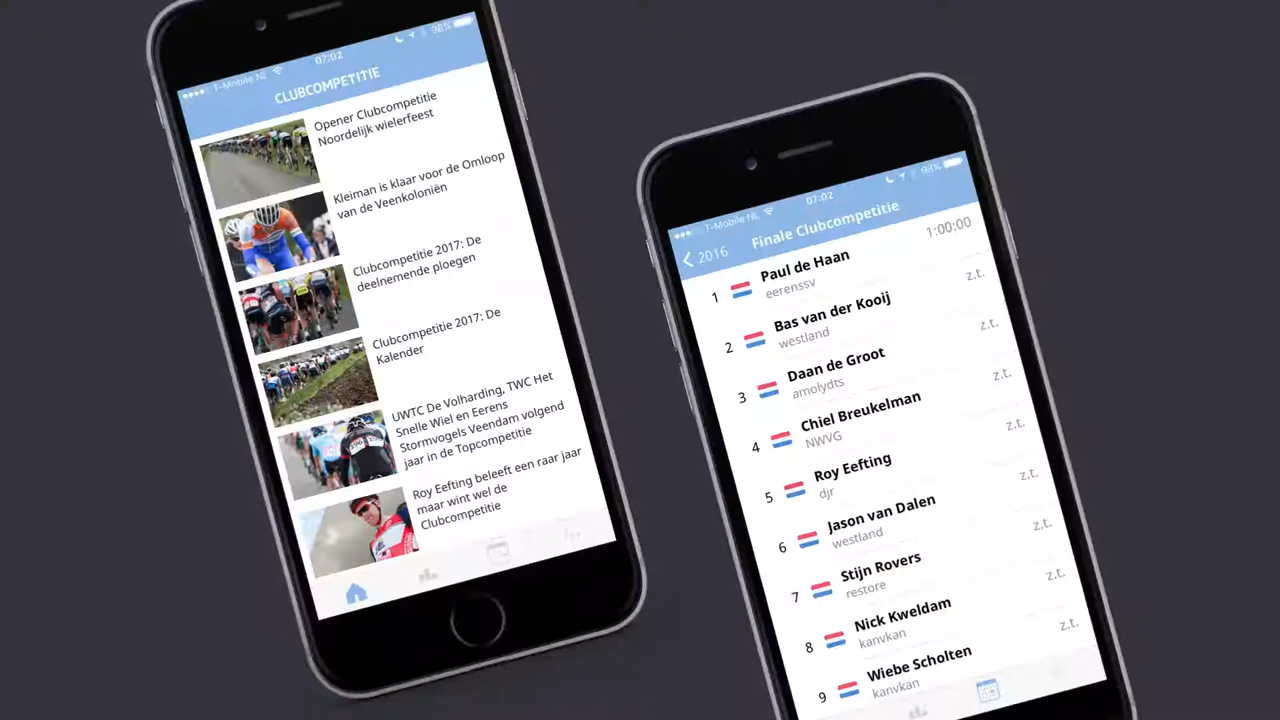 T-Mobile NL
07:02
98%
CLUBCOMPETITIE
Opener Clubcompetitie
Noordelijk wielerfeest
Kleiman is klaar voor de Omloop
van de Veenkoloniën
Clubcompetitie 2017: De
deelnemende ploegen
Clubcompetitie 2017: De
Kalender
UWTC De Volharding, TWC Het
Snelle Wiel en Eerens
Stormvogels Veendam volgend
jaar in de Topcompetitie
Roy Eefting beleeft een raar jaar
maar wint wel de
Clubcompetitie
T-Mobile NL
07:02
98%
2016
Finale Clubcompetitie
1 Paul de Haan 1:00:00
eerenssv
2 Bas van der Kooij z.t.
westland
3 Daan de Groot z.t.
amolydts
4 Chiel Breukelman z.t.
NWVG
5 Roy Eefting z.t.
djr
6 Jason van Dalen z.t.
westland
7 Stijn Rovers z.t.
restore
8 Nick Kweldam z.t.
kanvkan
9 Wiebe Scholten z.t.
kanvkan